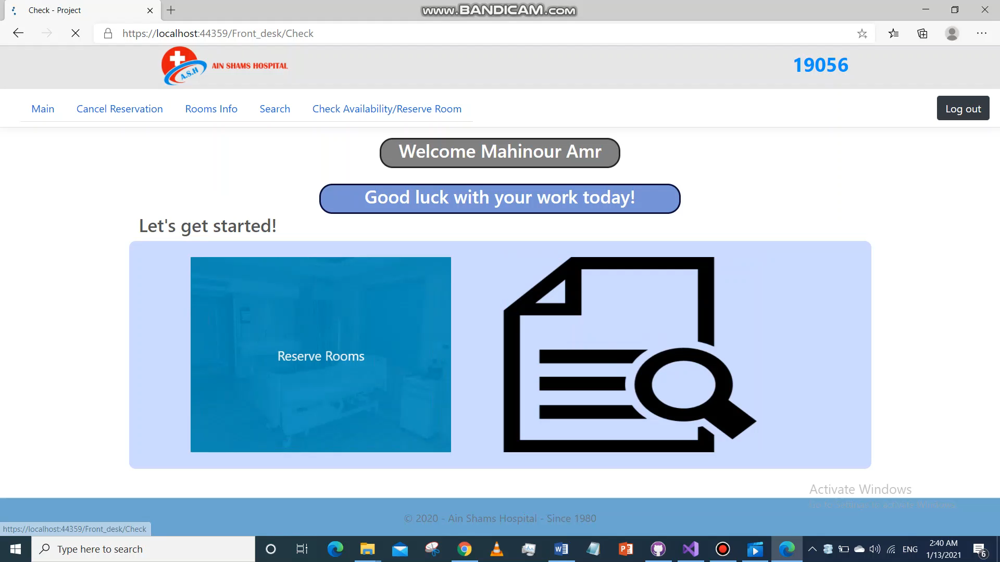 Check - Project
www.BANDICAM.com
https://localhost:44359/Front_desk/Check
A.S.H
AIN SHAMS HOSPITAL
19056
Main
Cancel Reservation
Rooms Info
Search
Check Availability/Reserve Room
Log out
Welcome Mahinour Amr
Good luck with your work today!
Let's get started!
Reserve Rooms
Activate Windows
Go to Settings to activate Windows.
© 2020 - Ain Shams Hospital - Since 1980
https://localhost:44359/Front_desk/Check
Type here to search
ENG
2:40 AM
1/13/2021
6